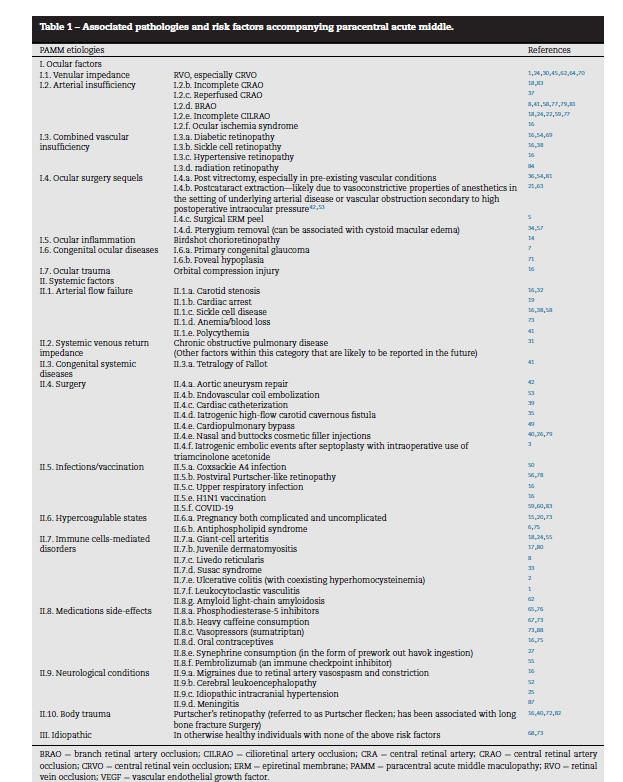 Table 1 – Associated pathologies and risk factors accompanying paracentral acute middle.
PAMM etiologies References
I. Ocular factors
I.1. Venular impedance RVO, especially CRVO 1,24,30,45,62,64,70
I.2. Arterial insufficiency I.2.b. Incomplete CRAO 18,83
I.2.c. Reperfused CRAO 37
I.2.d. BRAO 8,41,58,77,79,81
I.2.e. Incomplete CILRAO 18,24,22,59,77
I.2.f. Ocular ischemia syndrome 16
I.3. Combined vascular I.3.a. Diabetic retinopathy 16,54,69
insufficiency I.3.b. Sickle cell retinopathy 16,38
I.3.c. Hypertensive retinopathy 16
I.3.d. radiation retinopathy 84
I.4. Ocular surgery sequels I.4.a. Post vitrectomy, especially in pre-existing vascular conditions 36,54,81
I.4.b. Postcataract extraction—likely due to vasoconstrictive properties of anesthetics in 21,63
the setting of underlying arterial disease or vascular obstruction secondary to high
postoperative intraocular pressure42,53
I.4.c. Surgical ERM peel 5
I.4.d. Pterygium removal (can be associated with cystoid macular edema) 34,57
I.5. Ocular inflammation Birdshot chorioretinopathy 14
I.6. Congenital ocular diseases I.6.a. Primary congenital glaucoma 7
I.6.b. Foveal hypoplasia 71
I.7. Ocular trauma Orbital compression injury 16
II. Systemic factors
II.1. Arterial flow failure II.1.a. Carotid stenosis 16,32
II.1.b. Cardiac arrest 19
II.1.c. Sickle cell disease 16,38,58
II.1.d. Anemia/blood loss 73
II.1.e. Polycythemia 41
II.2. Systemic venous return Chronic obstructive pulmonary disease 31
impedance (Other factors within this category that are likely to be reported in the future)
II.3. Congenital systemic II.3.a. Tetralogy of Fallot 41
diseases
II.4. Surgery II.4.a. Aortic aneurysm repair 42
II.4.b. Endovascular coil embolization 53
II.4.c. Cardiac catheterization 39
II.4.d. Iatrogenic high-flow carotid cavernous fistula 35
II.4.e. Cardiopulmonary bypass 49
II.4.e. Nasal and buttocks cosmetic filler injections 40,26,79
II.4.f. Iatrogenic embolic events after septoplasty with intraoperative use of 3
triamcinolone acetonide
II.5. Infections/vaccination II.5.a. Coxsackie A4 infection 50
II.5.b. Postviral Purtscher-like retinopathy 56,78
II.5.c. Upper respiratory infection 16
II.5.e. H1N1 vaccination 16
II.5.f. COVID-19 59,60,83
II.6. Hypercoagulable states II.6.a. Pregnancy both complicated and uncomplicated 15,20,73
II.6.b. Antiphospholipid syndrome 6,75
II.7. Immune cells-mediated II.7.a. Giant-cell arteritis 18,24,55
disorders II.7.b. Juvenile dermatomyositis 17,80
II.7.c. Livedo reticularis 8
II.7.d. Susac syndrome 33
II.7.e. Ulcerative colitis (with coexisting hyperhomocysteinemia) 2
II.7.f. Leukocytoclastic vasculitis 1
II.8.g. Amyloid light-chain amyloidosis 62
II.8. Medications side-effects II.8.a. Phosphodiesterase-5 inhibitors 65,76
II.8.b. Heavy caffeine consumption 67,73
II.8.c. Vasopressors (sumatriptan) 73,88
II.8.d. Oral contraceptives 16,75
II.8.e. Synephrine consumption (in the form of prework out havok ingestion) 27
II.8.f. Pembrolizumab (an immune checkpoint inhibitor) 55
II.9. Neurological conditions II.9.a. Migraines due to retinal artery vasospasm and constriction 16
II.9.b. Cerebral leukoencephalopathy 52
II.9.c. Idiopathic intracranial hypertension 25
II.9.d. Meningitis 87
II.10. Body trauma Purtscher's retinopathy (referred to as Purtscher flecken; has been associated with long 16,40,72,82
bone fracture Surgery)
III. Idiopathic In otherwise healthy individuals with none of the above risk factors 68,73
BRAO — branch retinal artery occlusion; CILRAO — cilioretinal artery occlusion; CRA — central retinal artery; CRAO — central retinal artery
occlusion; CRVO — central retinal vein occlusion; ERM — epiretinal membrane; PAMM — paracentral acute middle maculopathy; RVO — retinal
vein occlusion; VEGF — vascular endothelial growth factor.